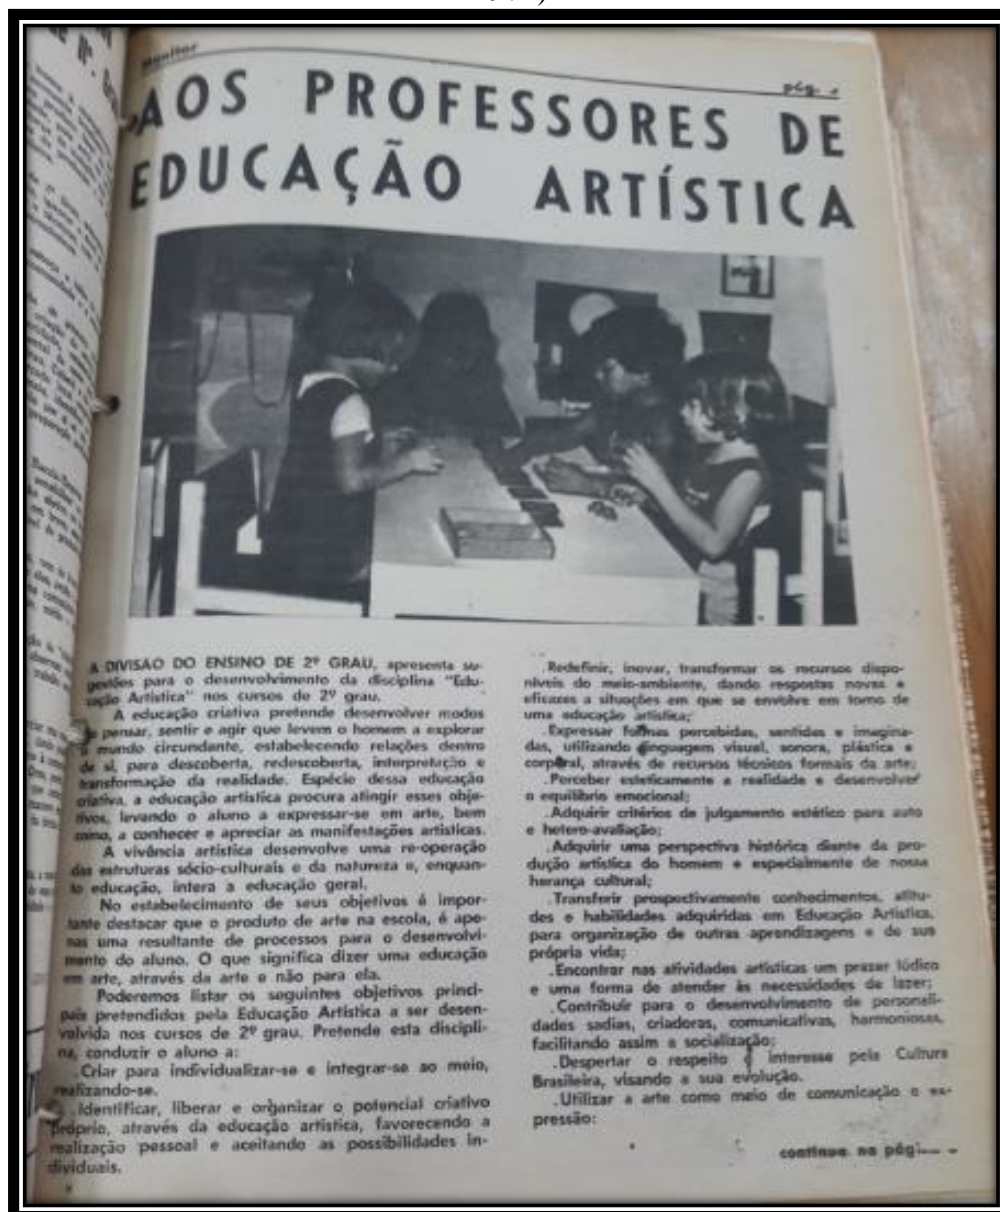 Monitor
pág.
AOS PROFESSORES DE
EDUCAÇÃO ARTÍSTICA
A DIVISÃO DO ENSINO DE 2º GRAU, apresenta su-
gestões para o desenvolvimento da disciplina "Edu-
cação Artística" nos cursos de 2º grau.
A educação criativa pretende desenvolver modos
de pensar, sentir e agir que levem o homem a explorar
o mundo circundante, estabelecendo relações dentro
de si, para descoberta, redescoberta, interpretação e
transformação da realidade. Espécie dessa educação
criativa, a educação artística procura atingir esses obje-
tivos, levando o aluno a expressar-se em arte, bem
como, a conhecer e apreciar as manifestações artísticas.
A vivência artística desenvolve uma re-operação
das estruturas sócio-culturais e da natureza e, enquan-
to educação, intera a educação geral.
No estabelecimento de seus objetivos é impor-
tante destacar que o produto de arte na escola, é ape-
nas uma resultante de processos para o desenvolvi-
mento do aluno. O que significa dizer uma educação
em arte, através da arte e não para ela.
Poderemos listar os seguintes objetivos princi-
pais pretendidos pela Educação Artística a ser desen-
volvida nos cursos de 2º grau. Pretende esta discipli-
na, conduzir o aluno a:
.Criar para individualizar-se e integrar-se ao meio,
realizando-se.
.Identificar, liberar e organizar o potencial criativo
próprio, através da educação artística, favorecendo a
realização pessoal e aceitando as possibilidades in-
dividuais.
.Redefinir, inovar, transformar os recursos dispo-
níveis do meio-ambiente, dando respostas novas e
eficazes a situações em que se envolve em torno de
uma educação artística;
.Expressar formas percebidas, sentidas e imagina-
das, utilizando linguagem visual, sonora, plástica e
corporal, através de recursos técnicos formais da arte;
.Perceber esteticamente a realidade e desenvolver
o equilíbrio emocional;
.Adquirir critérios de julgamento estético para auto
e hetero-avaliação;
.Adquirir uma perspectiva histórica diante da pro-
dução artística do homem e especialmente de nossa
herança cultural;
.Transferir prospectivamente conhecimentos, atitu-
des e habilidades adquiridas em Educação Artística,
para organização de outras aprendizagens e de sua
própria vida;
.Encontrar nas atividades artísticas um prazer lúdico
e uma forma de atender às necessidades de lazer;
.Contribuir para o desenvolvimento de personali-
dades sadias, criadoras, comunicativas, harmoniosas,
facilitando assim a socialização;
.Despertar o respeito e interesse pela Cultura
Brasileira, visando a sua evolução.
.Utilizar a arte como meio de comunicação e ex-
pressão:
continua na pág.